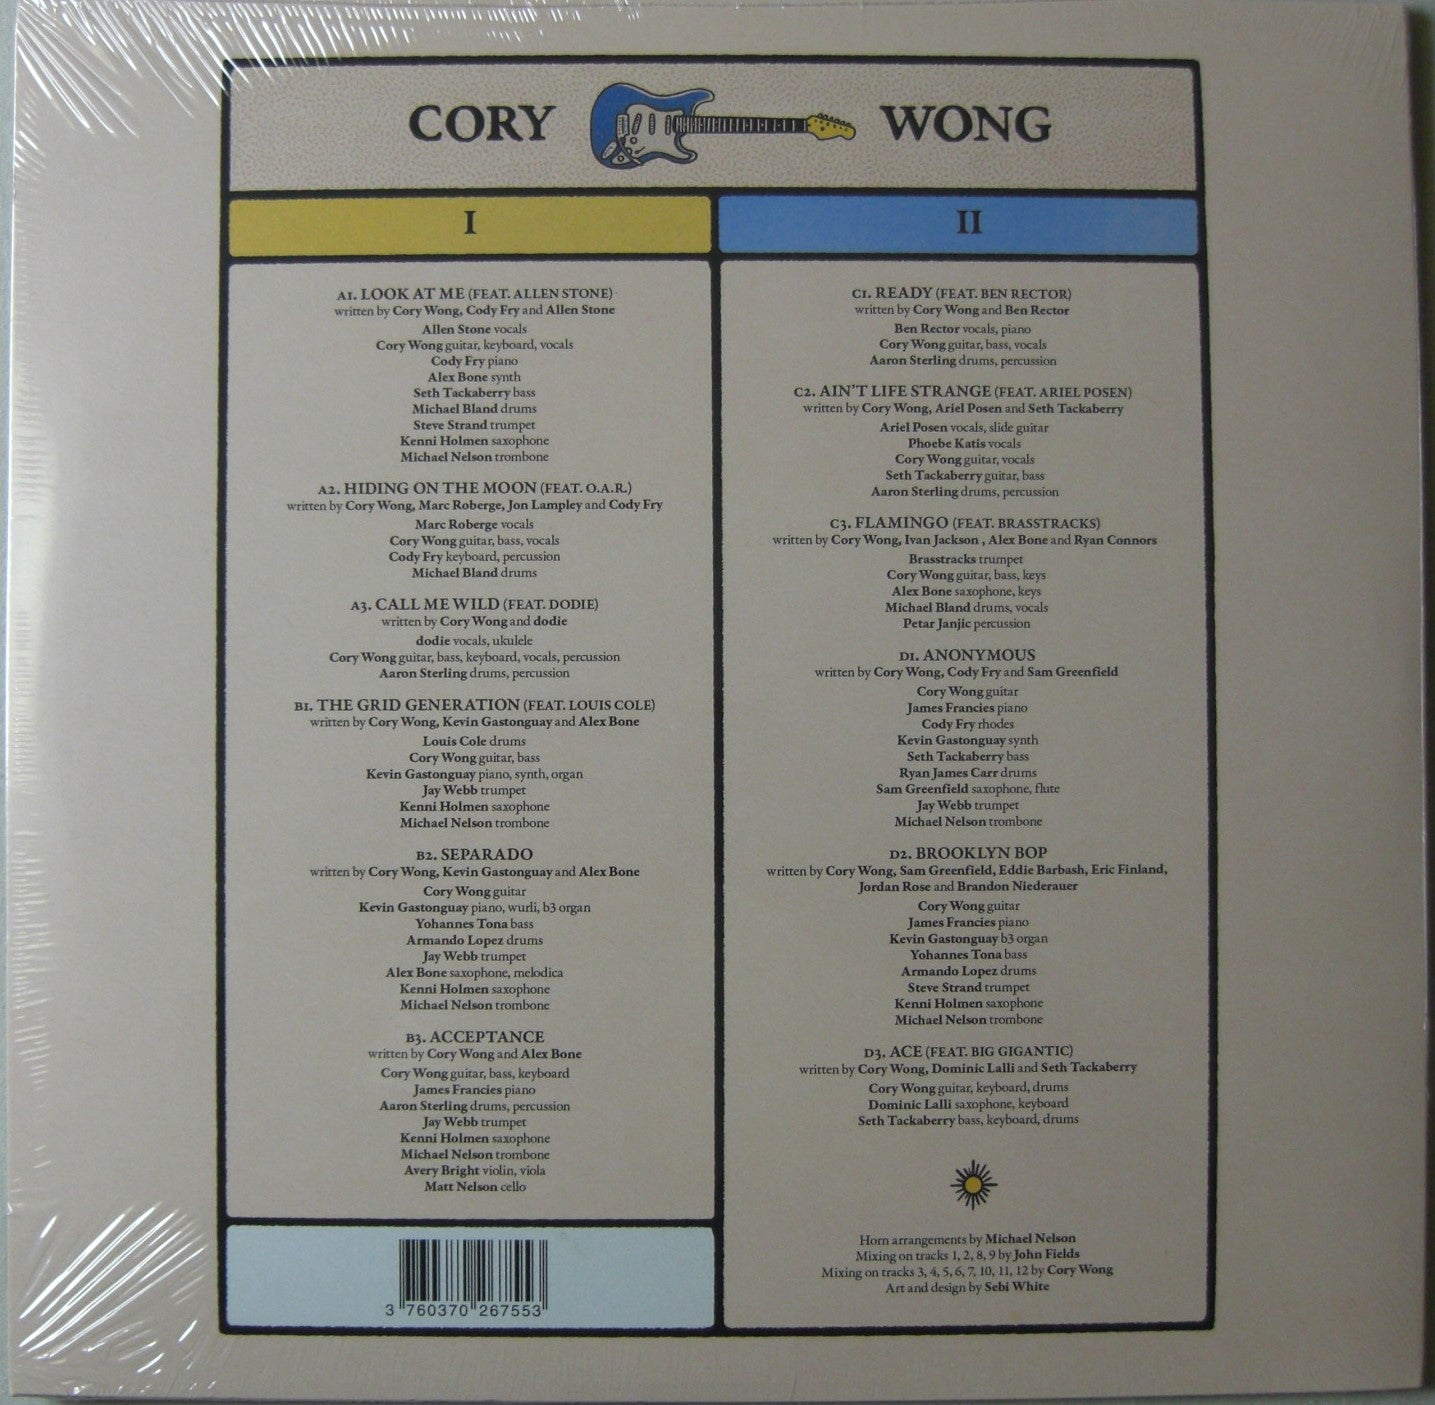 CORY WONG
I
A1. LOOK AT ME (FEAT. ALLEN STONE)
written by Cory Wong, Cody Fry and Allen Stone
Allen Stone vocals
Cory Wong guitar, keyboard, vocals
Cody Fry piano
Alex Bone synth
Seth Tackaberry bass
Michael Bland drums
Steve Strand trumpet
Kenni Holmen saxophone
Michael Nelson trombone
A2. HIDING ON THE MOON (FEAT. O.A.R.)
written by Cory Wong, Marc Roberge, Jon Lampley and Cody Fry
Marc Roberge vocals
Cory Wong guitar, bass, vocals
Cody Fry keyboard, percussion
Michael Bland drums
A3. CALL ME WILD (FEAT. DODIE)
written by Cory Wong and dodie
dodie vocals, ukulele
Cory Wong guitar, bass, keyboard, vocals, percussion
Aaron Sterling drums, percussion
B1. THE GRID GENERATION (FEAT. LOUIS COLE)
written by Cory Wong, Kevin Gastonguay and Alex Bone
Louis Cole drums
Cory Wong guitar, bass
Kevin Gastonguay piano, synth, organ
Jay Webb trumpet
Kenni Holmen saxophone
Michael Nelson trombone
B2. SEPARADO
written by Cory Wong, Kevin Gastonguay and Alex Bone
Cory Wong guitar
Kevin Gastonguay piano, wurli, b3 organ
Yohannes Tona bass
Armando Lopez drums
Jay Webb trumpet
Alex Bone saxophone, melodica
Kenni Holmen saxophone
Michael Nelson trombone
B3. ACCEPTANCE
written by Cory Wong and Alex Bone
Cory Wong guitar, bass, keyboard
James Francies piano
Aaron Sterling drums, percussion
Jay Webb trumpet
Kenni Holmen saxophone
Michael Nelson trombone
Avery Bright violin, viola
Matt Nelson cello
3 760370 267553
II
C1. READY (FEAT. BEN RECTOR)
written by Cory Wong and Ben Rector
Ben Rector vocals, piano
Cory Wong guitar, bass, vocals
Aaron Sterling drums, percussion
C2. AIN'T LIFE STRANGE (FEAT. ARIEL POSEN)
written by Cory Wong, Ariel Posen and Seth Tackaberry
Ariel Posen vocals, slide guitar
Phoebe Katis vocals
Cory Wong guitar, vocals
Seth Tackaberry guitar, bass
Aaron Sterling drums, percussion
C3. FLAMINGO (FEAT. BRASSTRACKS)
written by Cory Wong, Ivan Jackson , Alex Bone and Ryan Connors
Brasstracks trumpet
Cory Wong guitar, bass, keys
Alex Bone saxophone, keys
Michael Bland drums, vocals
Petar Janjic percussion
D1. ANONYMOUS
written by Cory Wong, Cody Fry and Sam Greenfield
Cory Wong guitar
James Francies piano
Cody Fry rhodes
Kevin Gastonguay synth
Seth Tackaberry bass
Ryan James Carr drums
Sam Greenfield saxophone, flute
Jay Webb trumpet
Michael Nelson trombone
D2. BROOKLYN BOP
written by Cory Wong, Sam Greenfield, Eddie Barbash, Eric Finland,
Jordan Rose and Brandon Niederauer
Cory Wong guitar
James Francies piano
Kevin Gastonguay b3 organ
Yohannes Tona bass
Armando Lopez drums
Steve Strand trumpet
Kenni Holmen saxophone
Michael Nelson trombone
D3. ACE (FEAT. BIG GIGANTIC)
written by Cory Wong, Dominic Lalli and Seth Tackaberry
Cory Wong guitar, keyboard, drums
Dominic Lalli saxophone, keyboard
Seth Tackaberry bass, keyboard, drums
Horn arrangements by Michael Nelson
Mixing on tracks 1, 2, 8, 9 by John Fields
Mixing on tracks 3, 4, 5, 6, 7, 10, 11, 12 by Cory Wong
Art and design by Sebi White